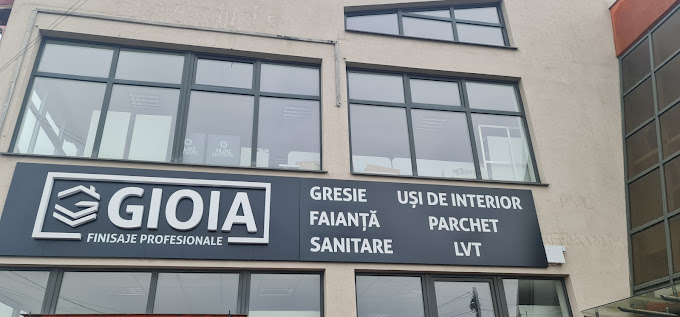 GIOIA
FINISAJE PROFESIONALE
GRESIE
FAIANȚĂ
SANITARE
UȘI DE INTERIOR
PARCHET
LVT